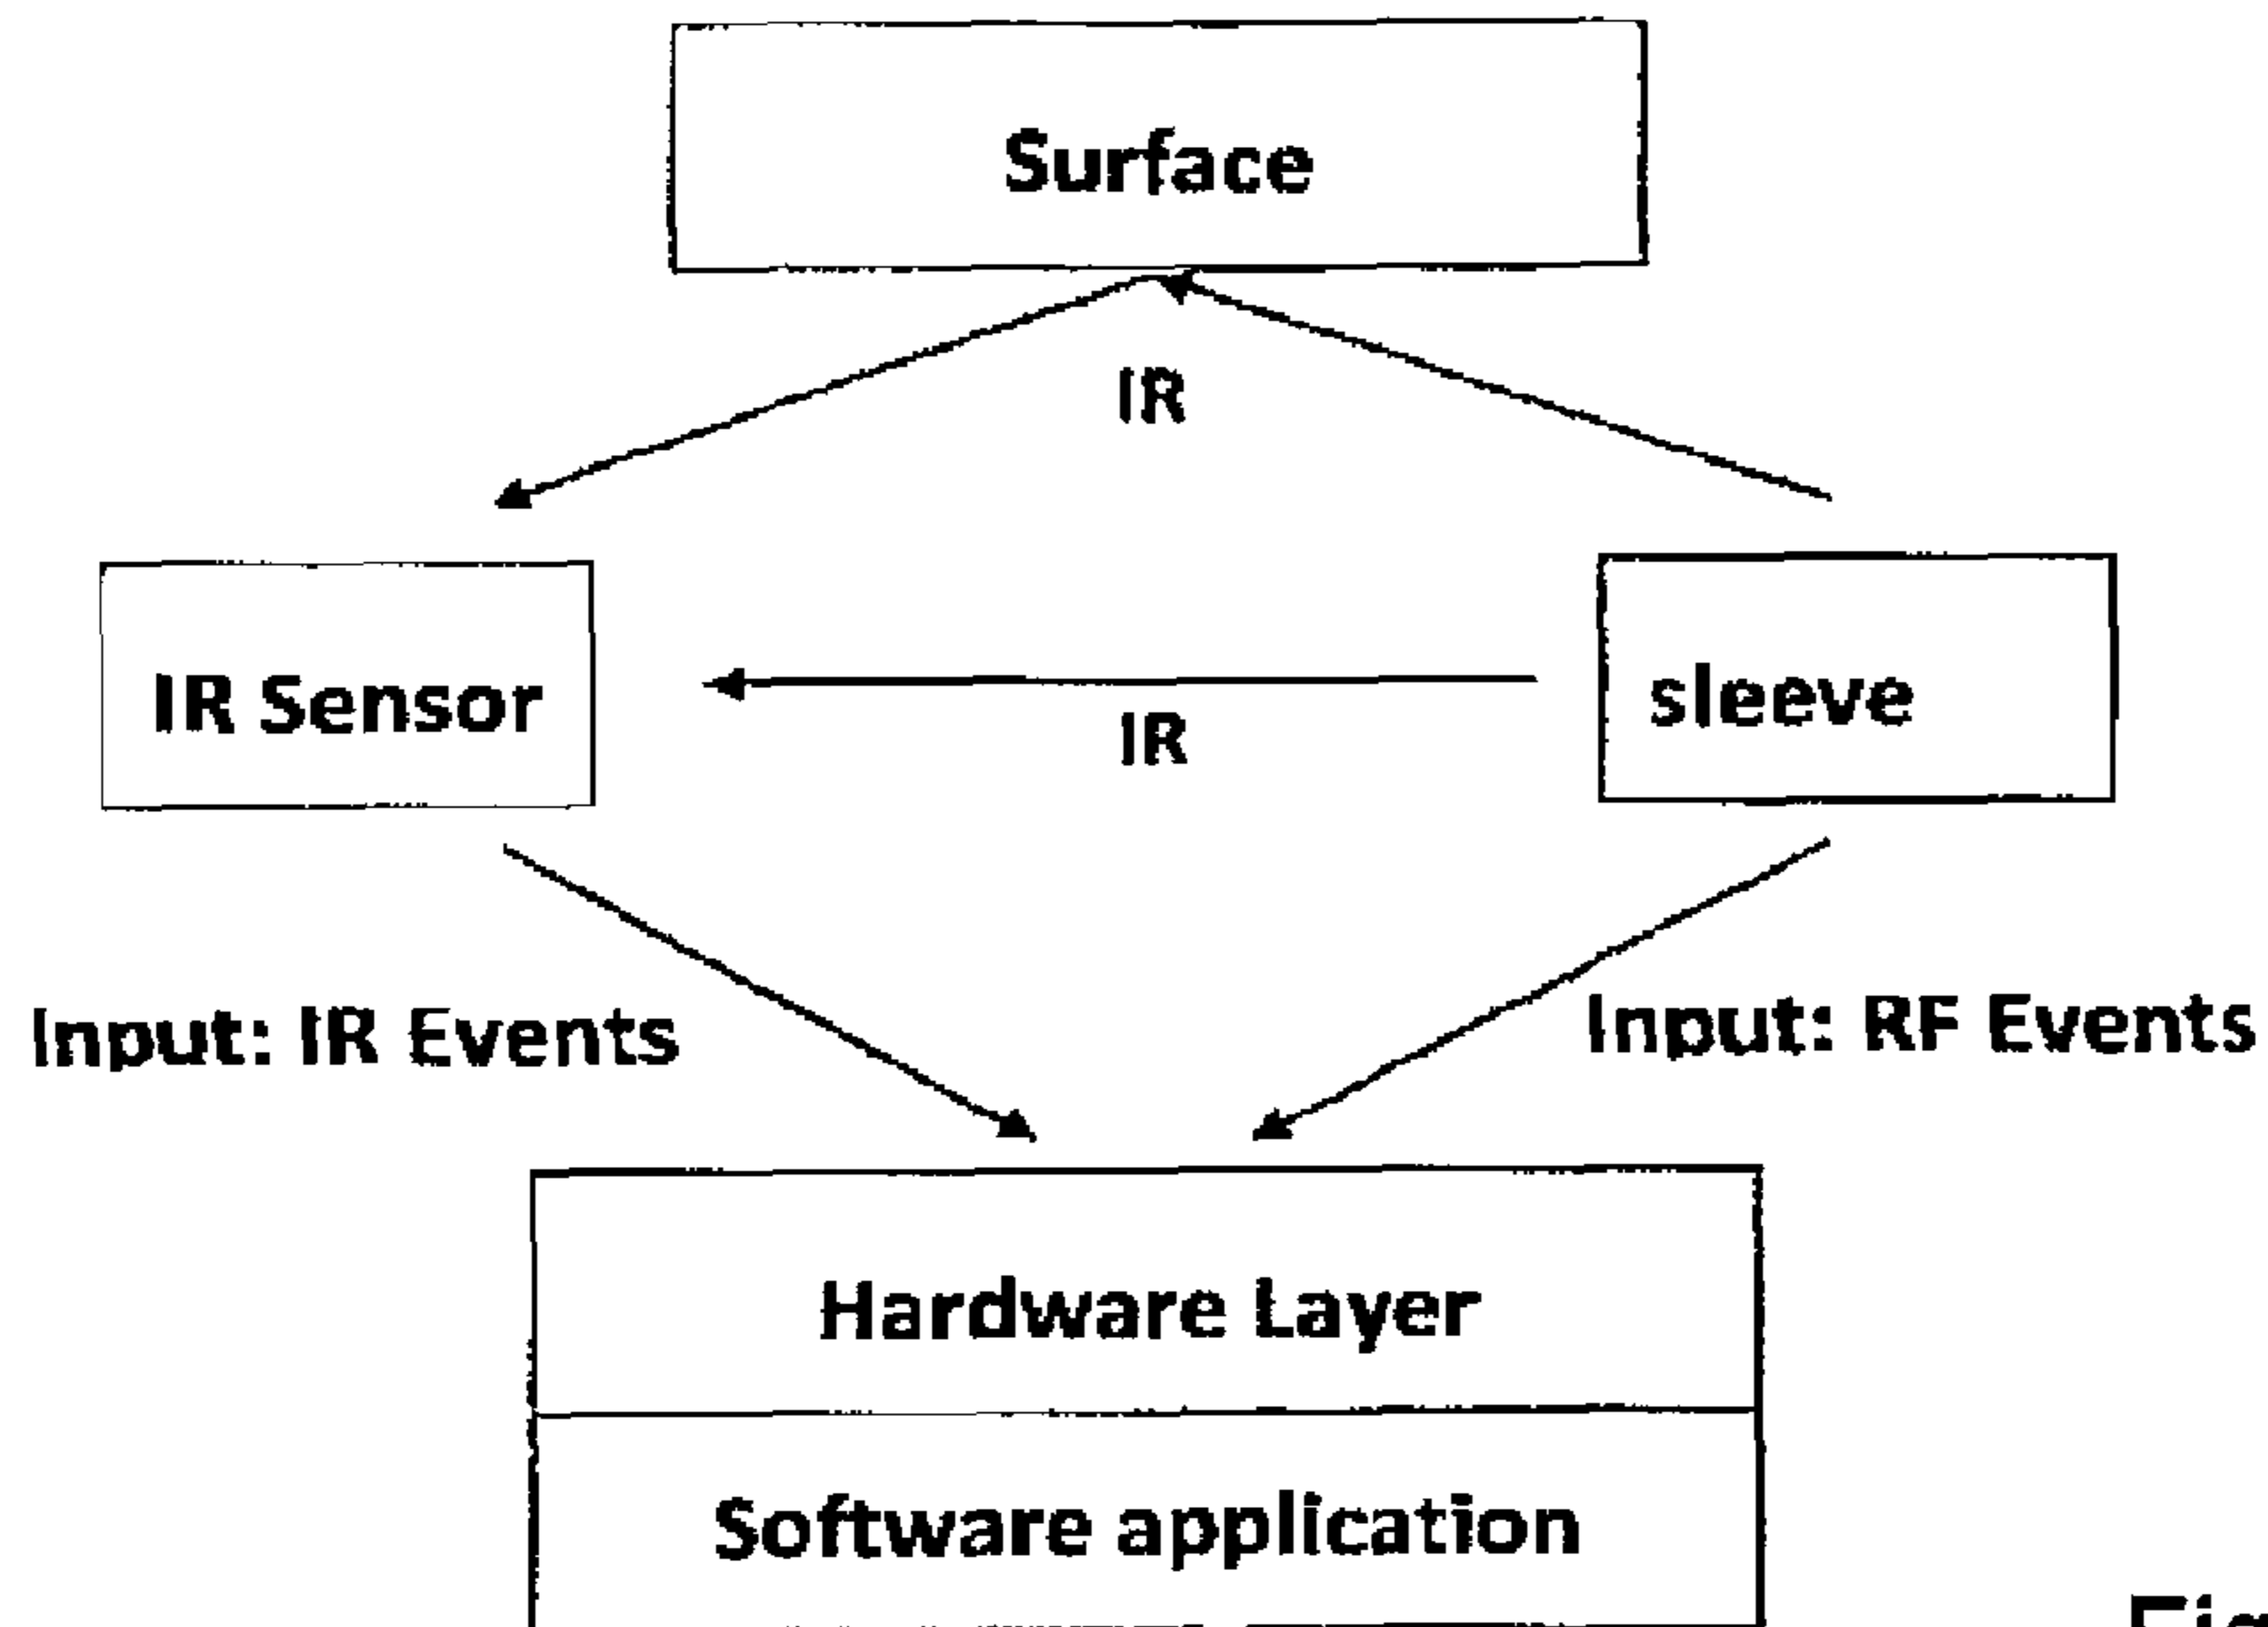 Surface
IR
IR Sensor
sleeve
IR
Input: IR Events
Input: RF Events
Hardware Layer
Software application